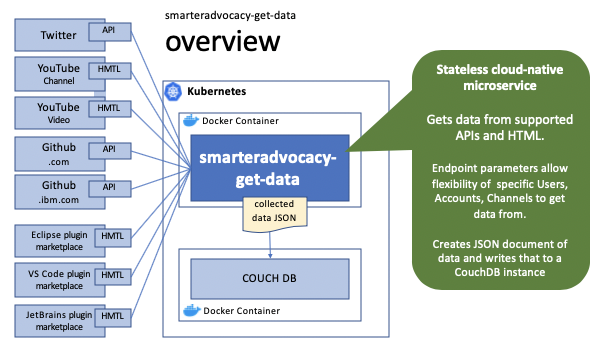 smarteradvocacy-get-data
overview
Twitter
API
YouTube
Channel
HMTL
YouTube
Video
HMTL
Github
.com
API
Github
.ibm.com
API
Eclipse plugin
marketplace
HMTL
VS Code plugin
marketplace
HMTL
JetBrains plugin
marketplace
HMTL
Kubernetes
Docker Container
smarteradvocacy-
get-data
collected
data JSON
COUCH DB
Docker Container
Stateless cloud-native
microservice
Gets data from supported
APIs and HTML.
Endpoint parameters allow
flexibility of specific Users,
Accounts, Channels to get
data from.
Creates JSON document of
data and writes that to a
CouchDB instance